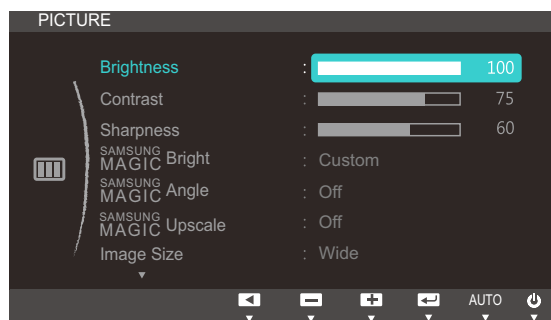 PICTURE
Brightness : 100
Contrast : 75
Sharpness : 60
SAMSUNG MAGIC Bright : Custom
SAMSUNG MAGIC Angle : Off
SAMSUNG MAGIC Upscale : Off
Image Size : Wide
AUTO